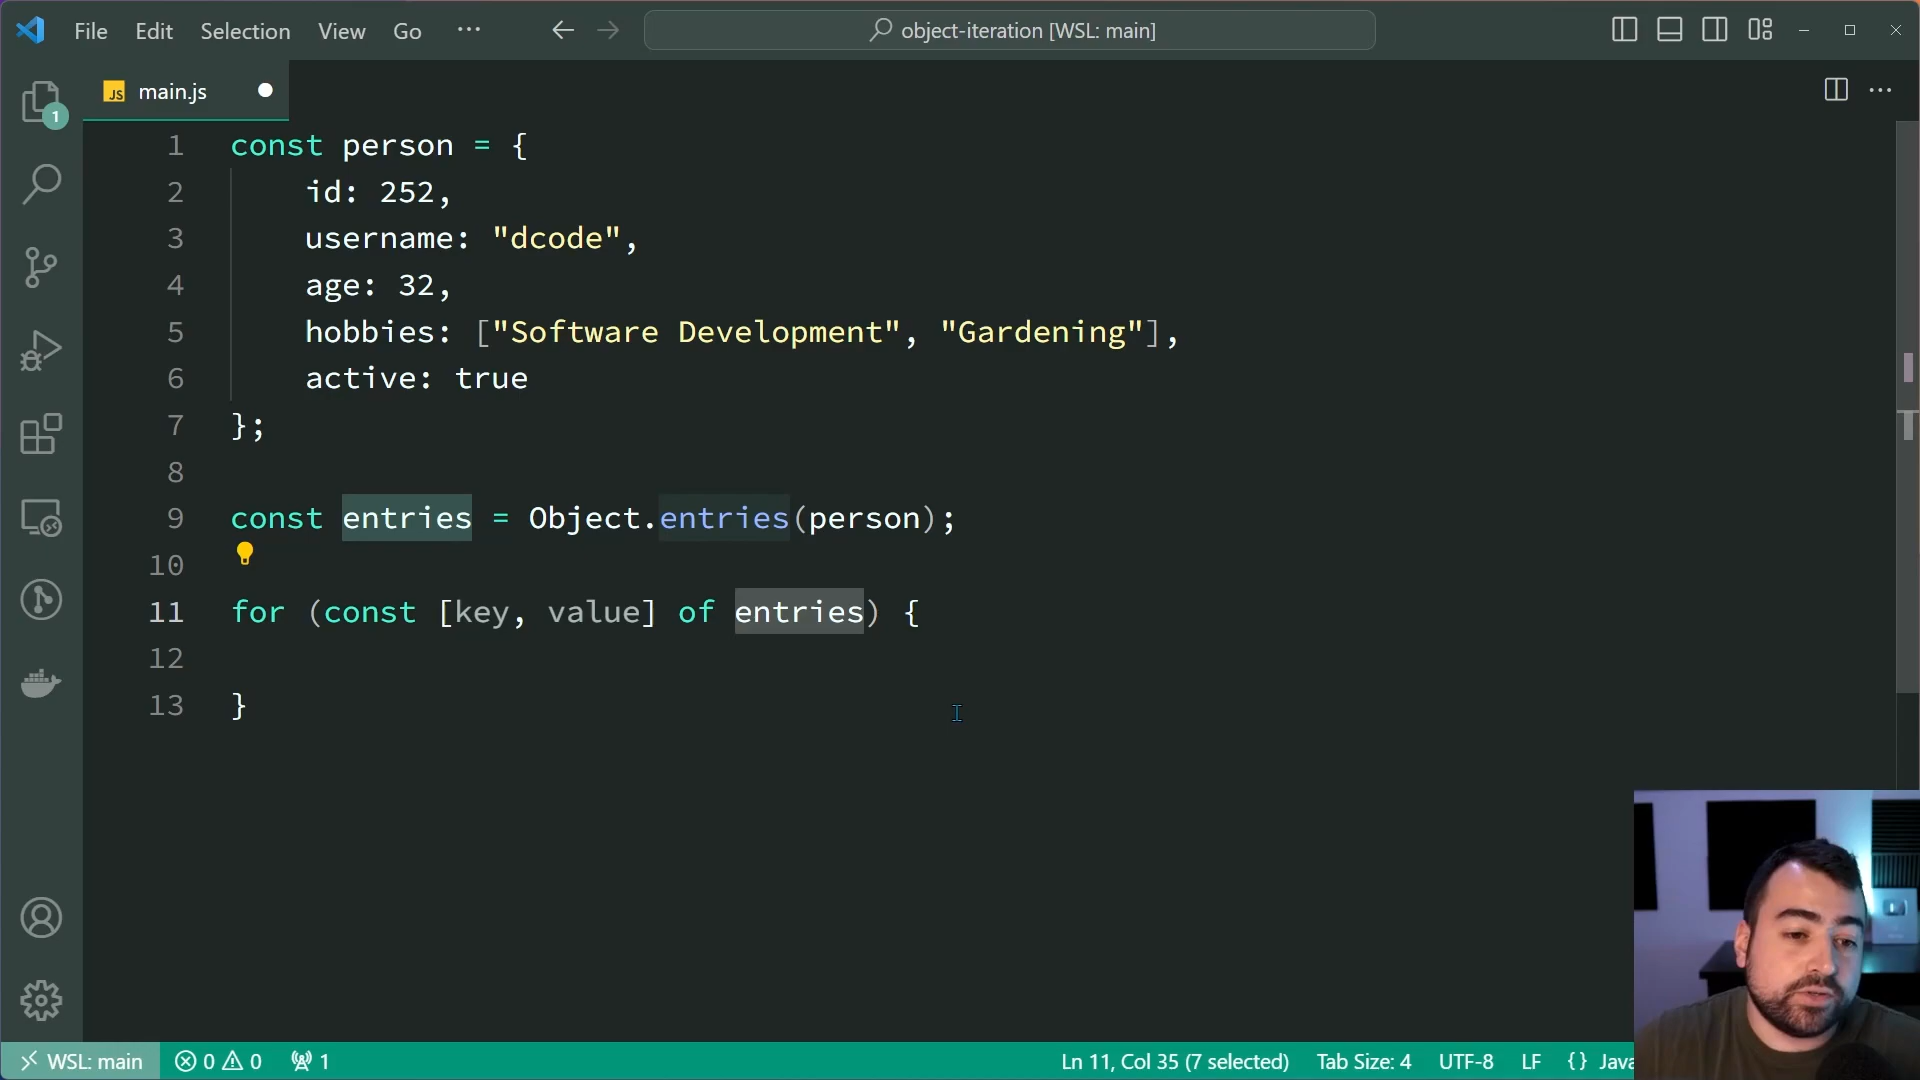 File Edit Selection View Go ··· object-iteration [WSL: main]
JS main.js
1
1 const person = {
2 id: 252,
3 username: "dcode",
4 age: 32,
5 hobbies: ["Software Development", "Gardening"],
6 active: true
7 };
8
9 const entries = Object.entries(person);
10
11 for (const [key, value] of entries) {
12
13 }
WSL: main 0 0 1 Ln 11, Col 35 (7 selected) Tab Size: 4 UTF-8 LF {} Java